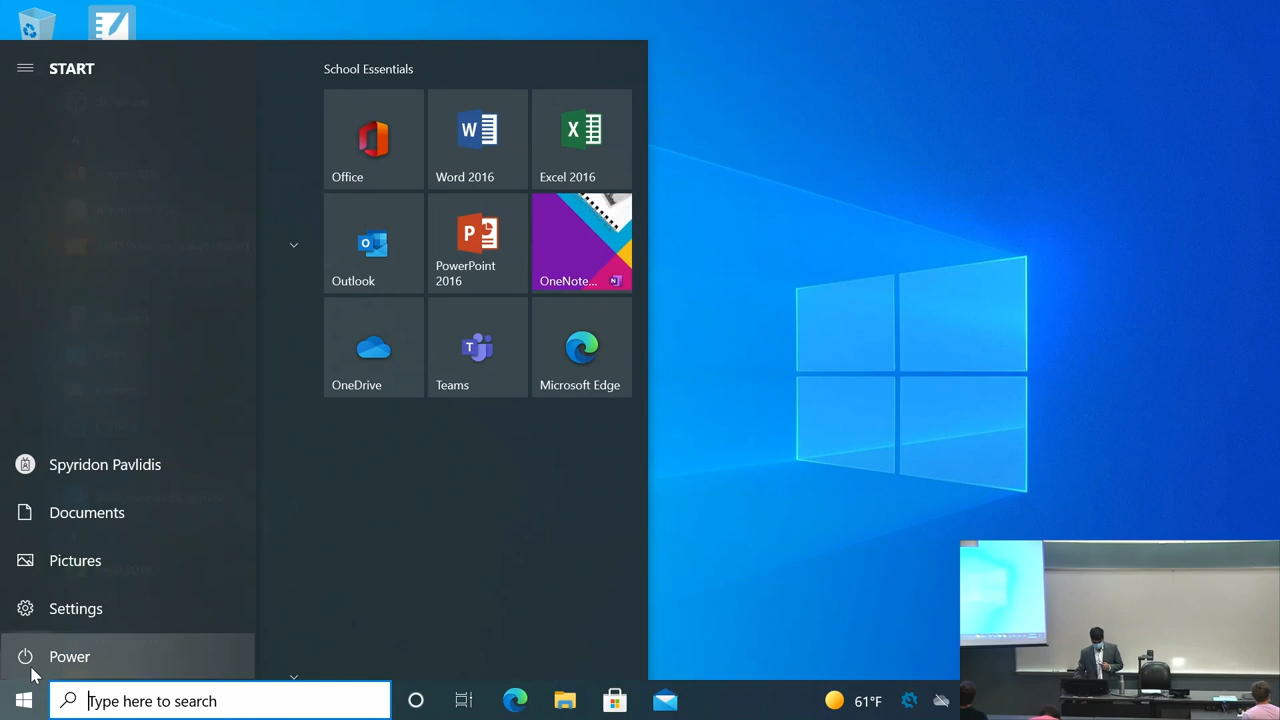 START
School Essentials
Office
Word 2016
Excel 2016
Outlook
PowerPoint
2016
OneNote...
OneDrive
Teams
Microsoft Edge
Spyridon Pavlidis
Documents
Pictures
Settings
Power
Type here to search
61°F